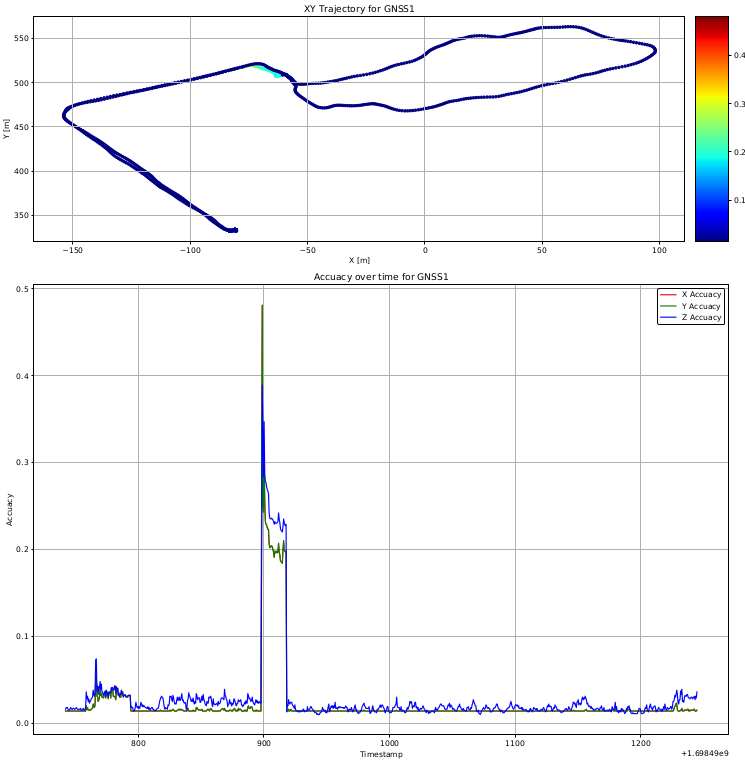 XY Trajectory for GNSS1
550
500
450
400
350
Y [m]
−150
−100
−50
0
50
100
X [m]
0.4
0.3
0.2
0.1
Accuacy over time for GNSS1
X Accuacy
Y Accuacy
Z Accuacy
0.5
0.4
0.3
0.2
0.1
0.0
Accuacy
800
900
1000
1100
1200
Timestamp
+1.69849e9